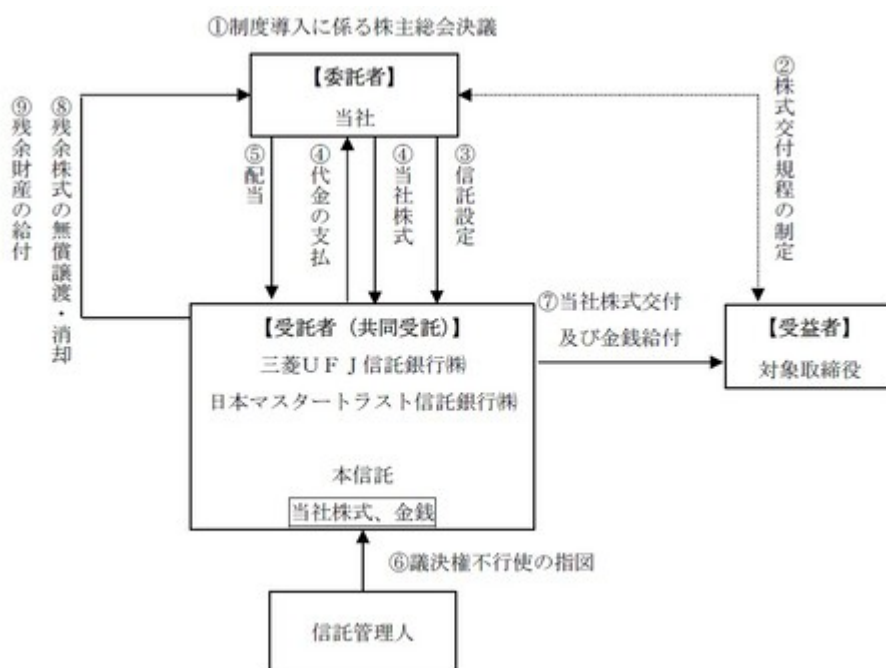 ①制度導入に係る株主総会決議
【委託者】
当社
②株式交付規程の制定
⑨残余財産の給付
⑧残余株式の無償譲渡・消却
⑤配当
④代金の支払
④当社株式
③信託設定
【受託者（共同受託）】
三菱ＵＦＪ信託銀行㈱
日本マスタートラスト信託銀行㈱
本信託
当社株式、金銭
⑦当社株式交付
及び金銭給付
【受益者】
対象取締役
⑥議決権不行使の指図
信託管理人